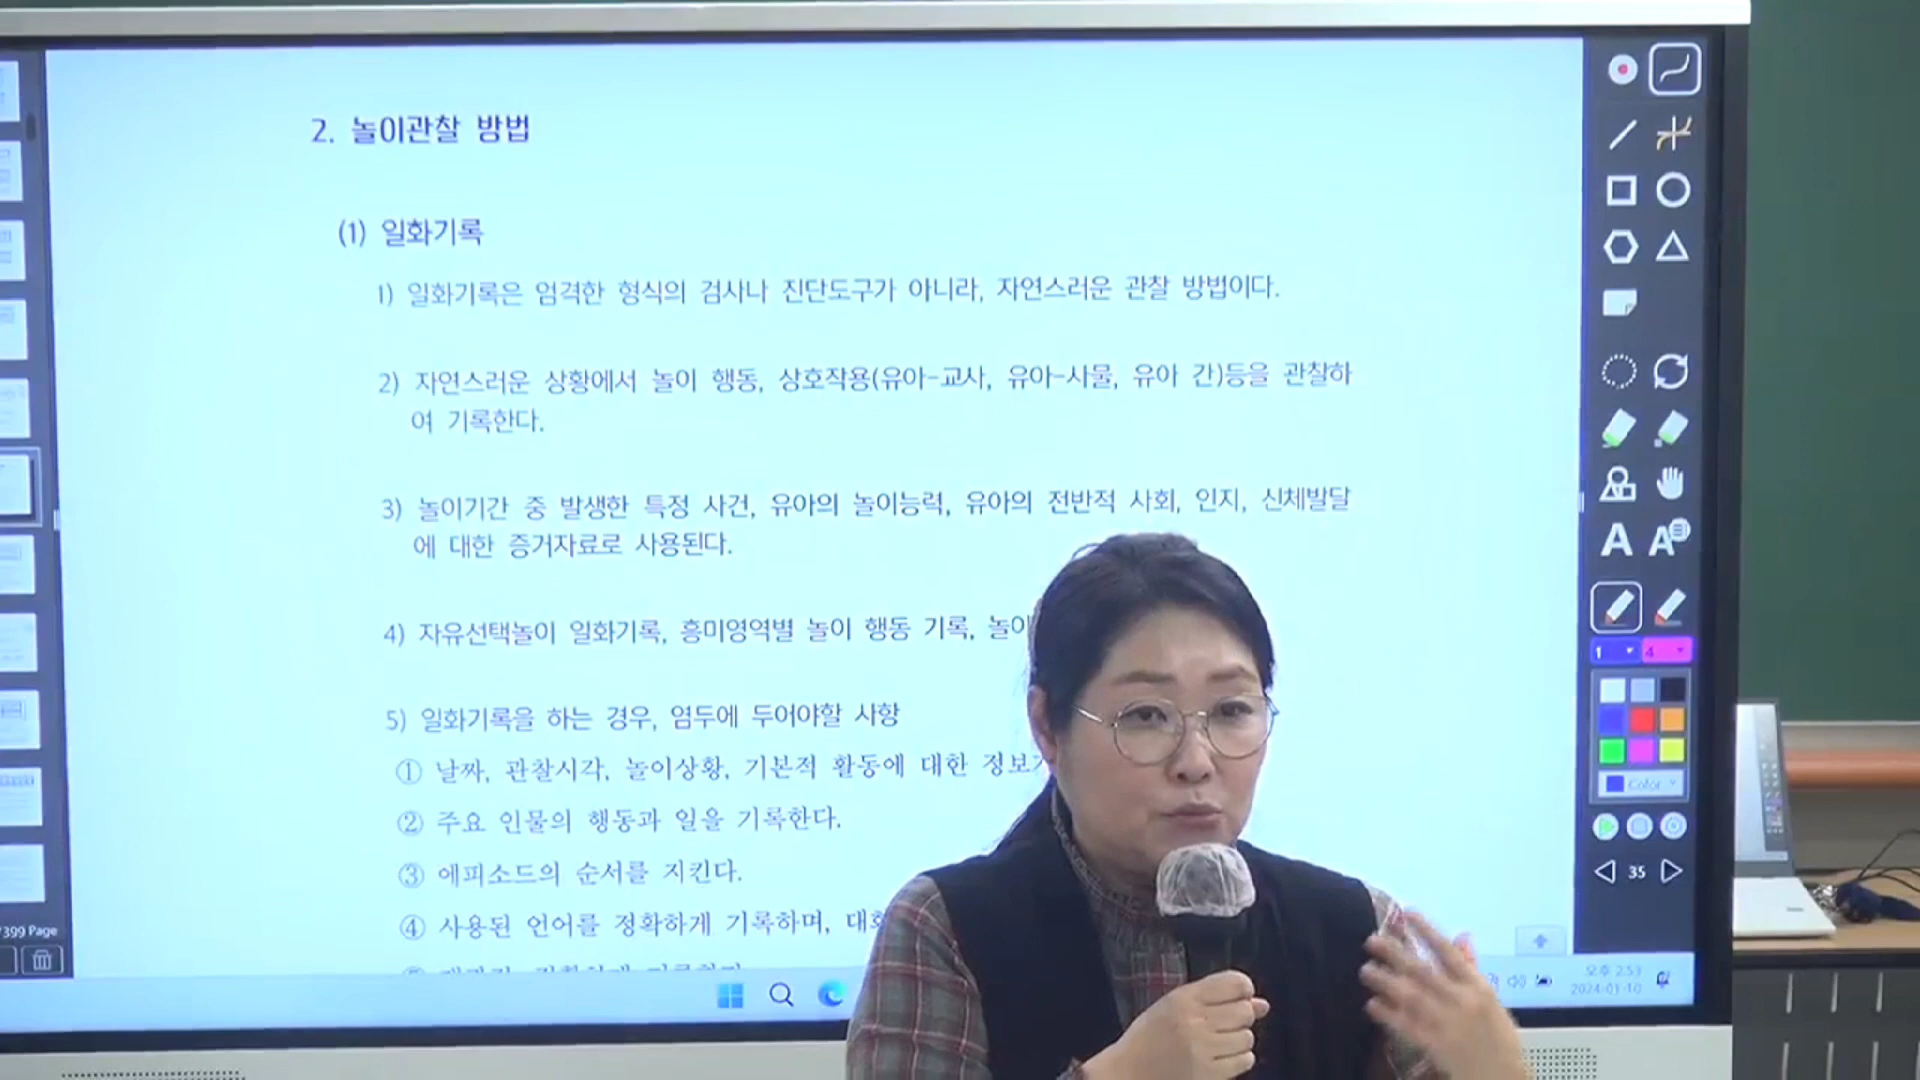 2. 놀이관찰 방법
(1) 일화기록
1) 일화기록은 엄격한 형식의 검사나 진단도구가 아니라, 자연스러운 관찰 방법이다.
2) 자연스러운 상황에서 놀이 행동, 상호작용(유아-교사, 유아-사물, 유아 간)등을 관찰하
여 기록한다.
3) 놀이기간 중 발생한 특정 사건, 유아의 놀이능력, 유아의 전반적 사회, 인지, 신체발달
에 대한 증거자료로 사용된다.
4) 자유선택놀이 일화기록, 흥미영역별 놀이 행동 기록, 놀이
5) 일화기록을 하는 경우, 염두에 두어야할 사항
① 날짜, 관찰시각, 놀이상황, 기본적 활동에 대한 정보
② 주요 인물의 행동과 일을 기록한다.
③ 에피소드의 순서를 지킨다.
④ 사용된 언어를 정확하게 기록하며,
A
A
1
4
Color
35
/399 Page
오후 2:53
2024-01-10